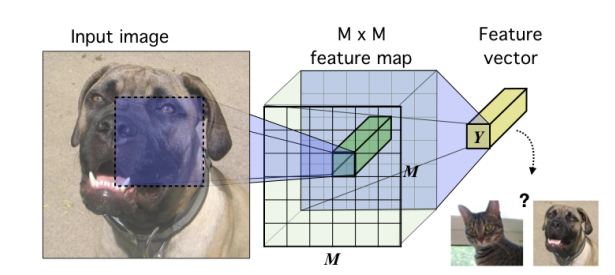 Input image
M x M
feature map
Feature
vector
Y
M
?
M